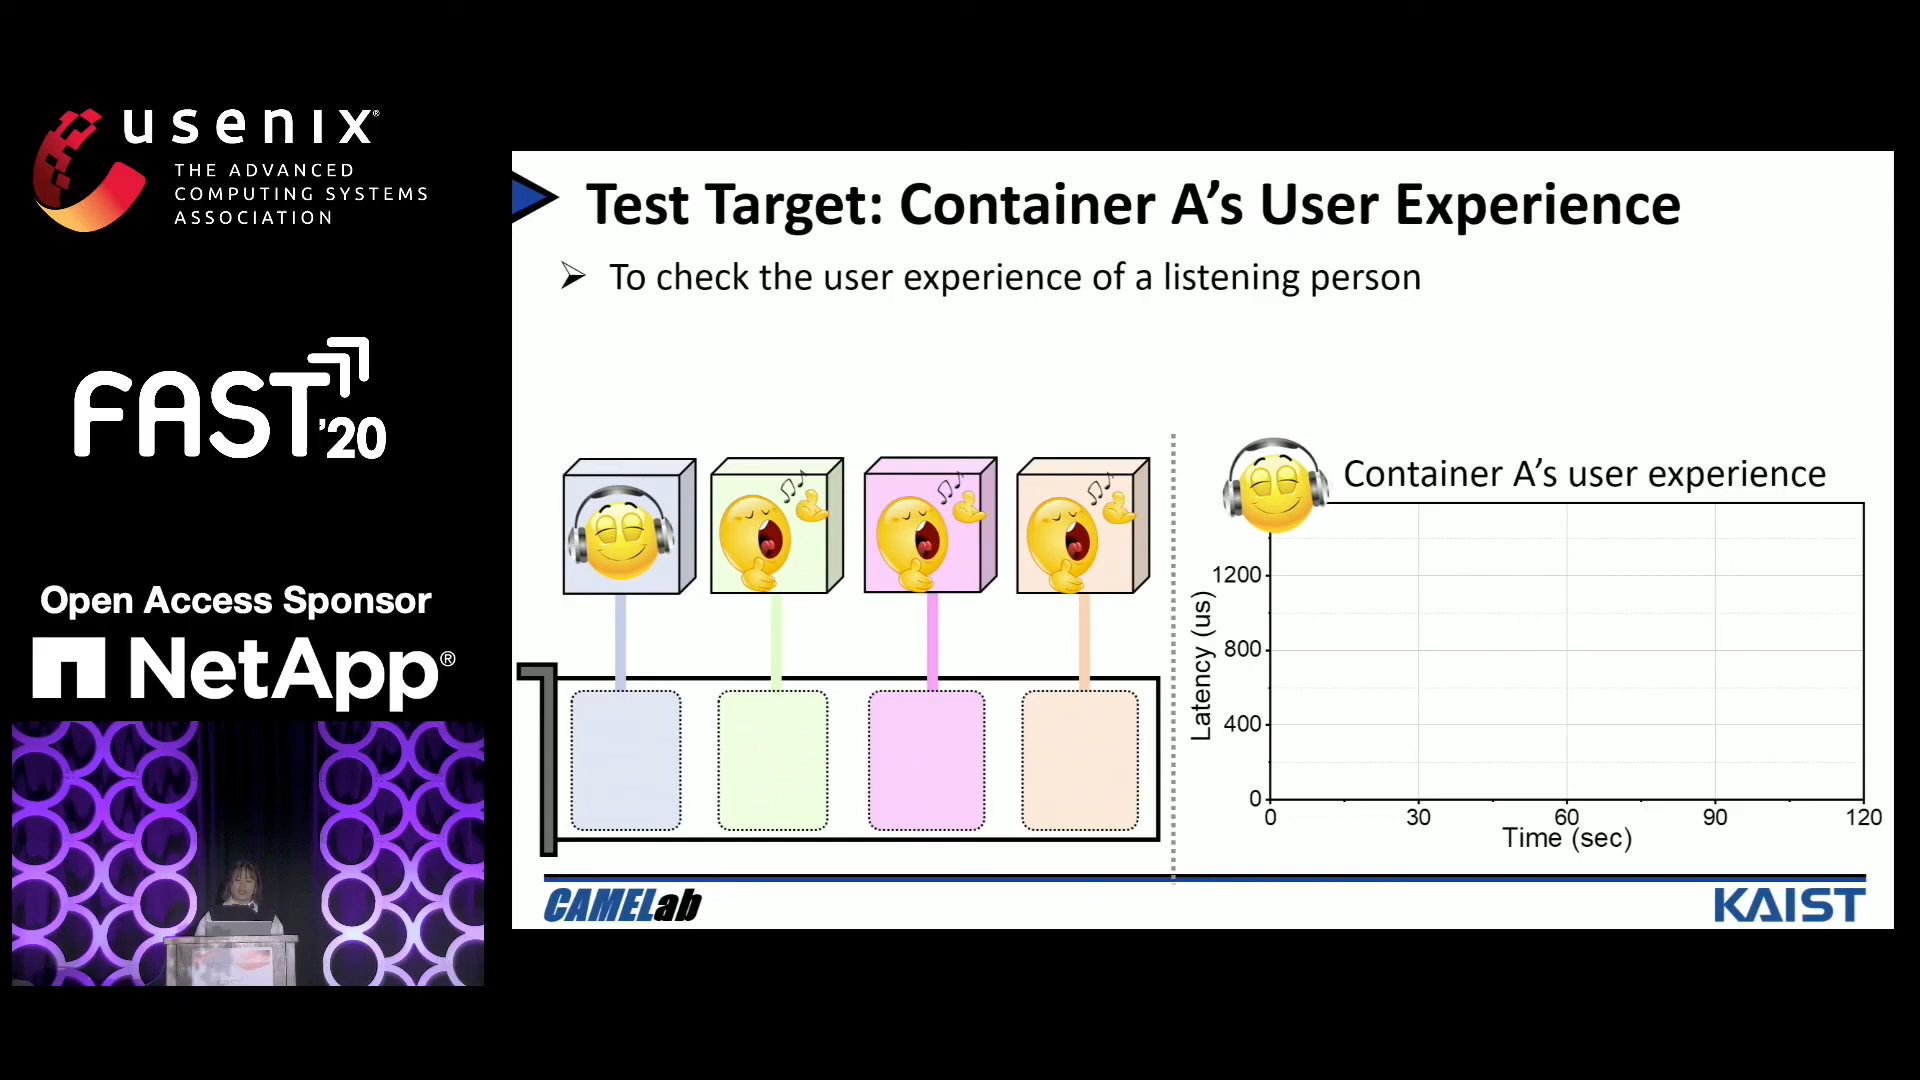 usenix®
THE ADVANCED
COMPUTING SYSTEMS
ASSOCIATION
FAST '20
Open Access Sponsor
NetApp®
Test Target: Container A's User Experience
To check the user experience of a listening person
Container A's user experience
Latency (us)
1200
800
400
0
0 30 60 90 120
Time (sec)
CAMELab
KAIST